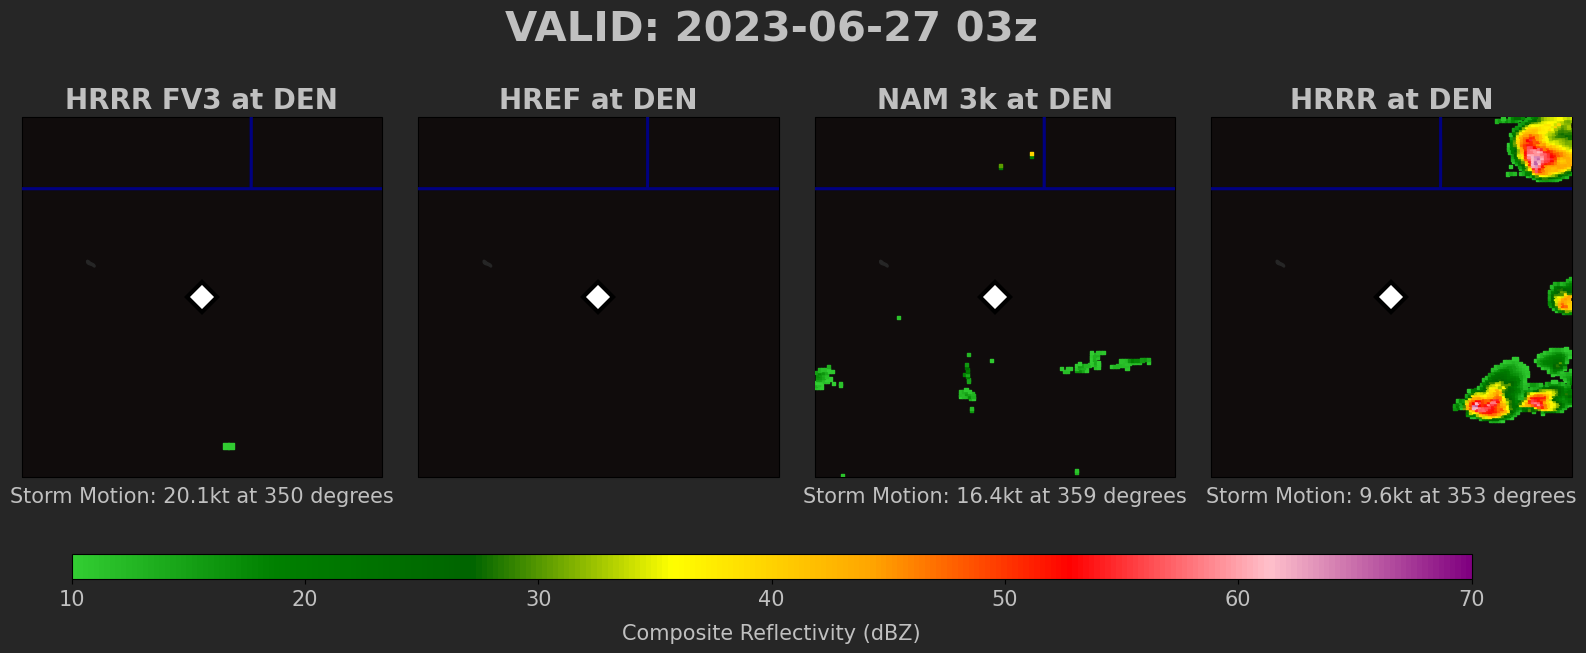 VALID: 2023-06-27 03z
HRRR FV3 at DEN
HREF at DEN
NAM 3k at DEN
HRRR at DEN
Storm Motion: 20.1kt at 350 degrees
Storm Motion: 16.4kt at 359 degrees
Storm Motion: 9.6kt at 353 degrees
10 20 30 40 50 60 70
Composite Reflectivity (dBZ)